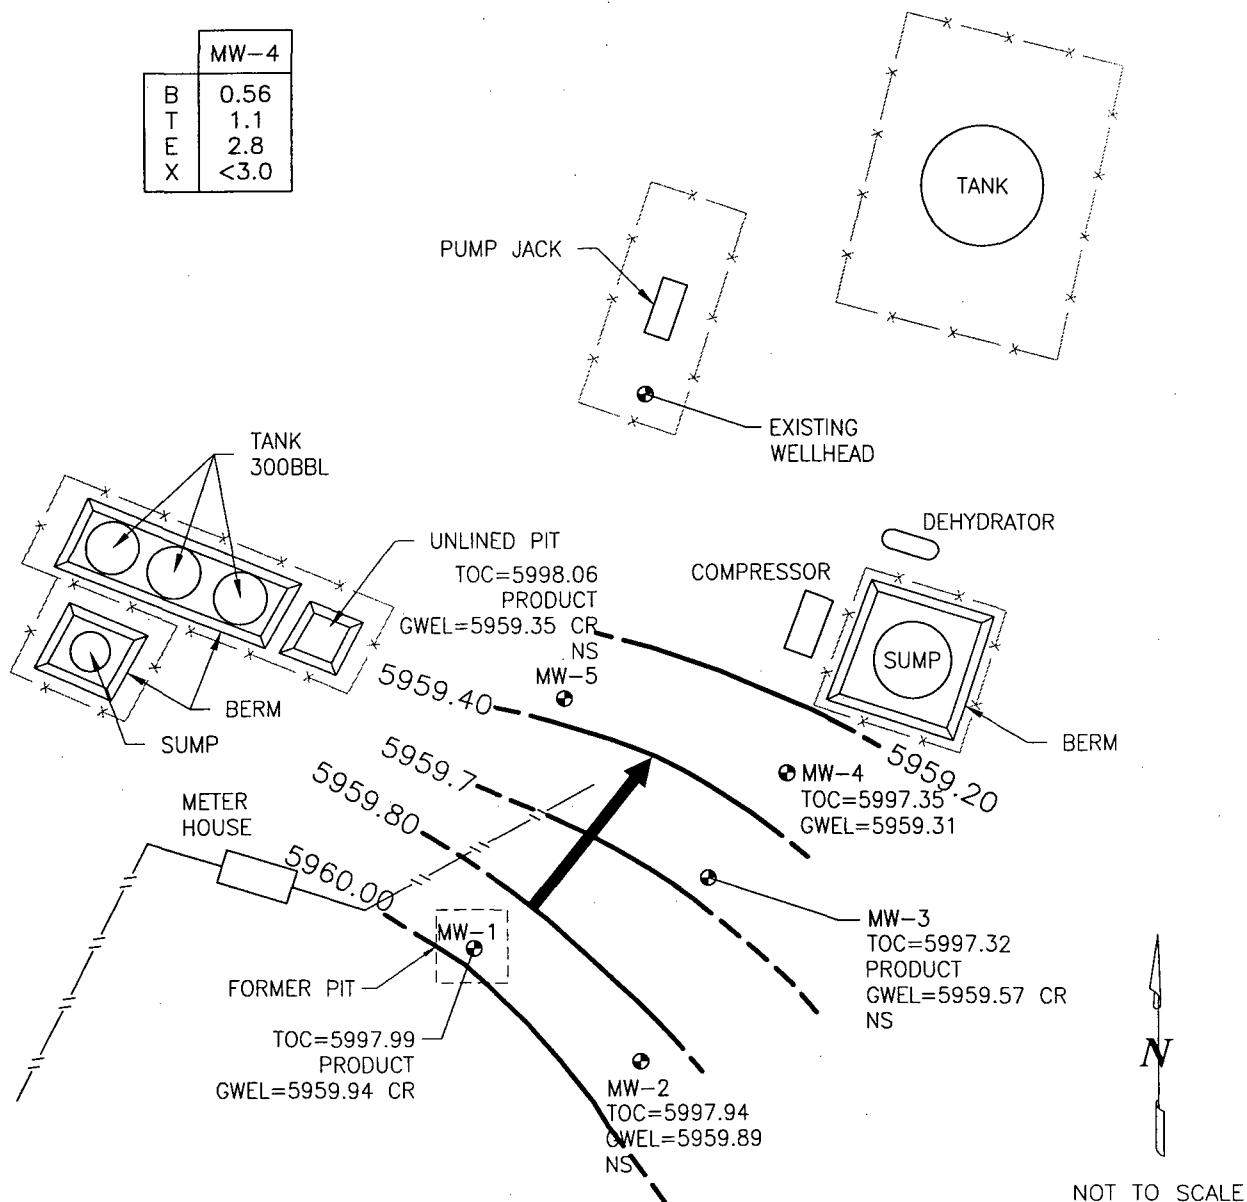 MW-4
B 0.56
T 1.1
E 2.8
X <3.0
TANK
PUMP JACK
EXISTING
WELLHEAD
TANK
300BBL
UNLINED PIT
DEHYDRATOR
COMPRESSOR
TOC=5998.06
PRODUCT
GWEL=5959.35 CR
NS
MW-5
SUMP
BERM
SUMP
BERM
5959.40
5959.7
5959.80
5960.00
5959.20
MW-4
TOC=5997.35
GWEL=5959.31
METER
HOUSE
MW-1
FORMER PIT
TOC=5997.99
PRODUCT
GWEL=5959.94 CR
MW-3
TOC=5997.32
PRODUCT
GWEL=5959.57 CR
NS
MW-2
TOC=5997.94
GWEL=5959.89
NS
N
NOT TO SCALE